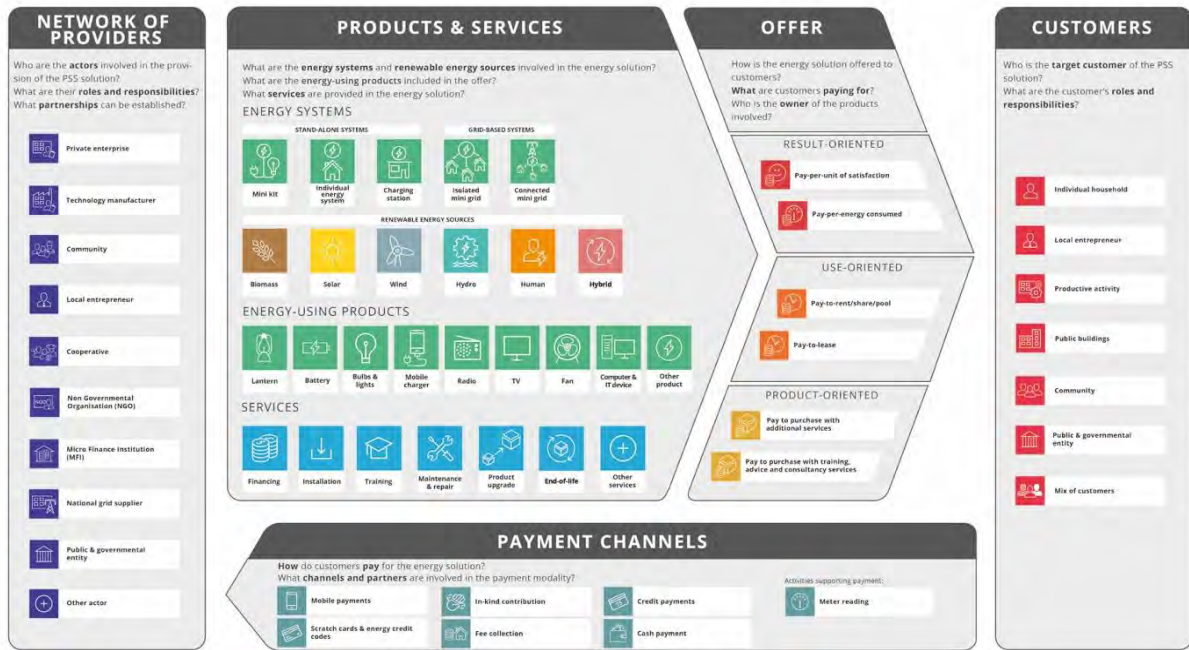 NETWORK OF
PROVIDERS
Who are the actors involved in the provi-
sion of the PSS solution?
What are their roles and responsibilities?
What partnerships can be established?
Private enterprise
Technology manufacturer
Community
Local entrepreneur
Cooperative
Non Governmental
Organisation (NGO)
Micro Finance Institution
(MFI)
National grid supplier
Public & governmental
entity
Other actor
PRODUCTS & SERVICES
What are the energy systems and renewable energy sources involved in the energy solution?
What are the energy-using products included in the offer?
What services are provided in the energy solution?
ENERGY SYSTEMS
STAND-ALONE SYSTEMS
GRID-BASED SYSTEMS
Mini kit
Individual
energy
system
Charging
station
Isolated
mini grid
Connected
mini grid
RENEWABLE ENERGY SOURCES
Biomass
Solar
Wind
Hydro
Human
Hybrid
ENERGY-USING PRODUCTS
Lantern
Battery
Bulbs &
lights
Mobile
charger
Radio
TV
Fan
Computer &
IT device
Other
product
SERVICES
Financing
Installation
Training
Maintenance
& repair
Product
upgrade
End-of-life
Other
services
OFFER
How is the energy solution offered to
customers?
What are customers paying for?
Who is the owner of the products
involved?
RESULT-ORIENTED
Pay-per-unit of satisfaction
Pay-per-energy consumed
USE-ORIENTED
Pay-to-rent/share/pool
Pay-to-lease
PRODUCT-ORIENTED
Pay to purchase with
additional services
Pay to purchase with training,
advice and consultancy services
CUSTOMERS
Who is the target customer of the PSS
solution?
What are the customer's roles and
responsibilities?
Individual household
Local entrepreneur
Productive activity
Public buildings
Community
Public & governmental
entity
Mix of customers
PAYMENT CHANNELS
How do customers pay for the energy solution?
What channels and partners are involved in the payment modality?
Mobile payments
In-kind contribution
Credit payments
Scratch cards & energy credit
codes
Fee collection
Cash payment
Activities supporting payment:
Meter reading